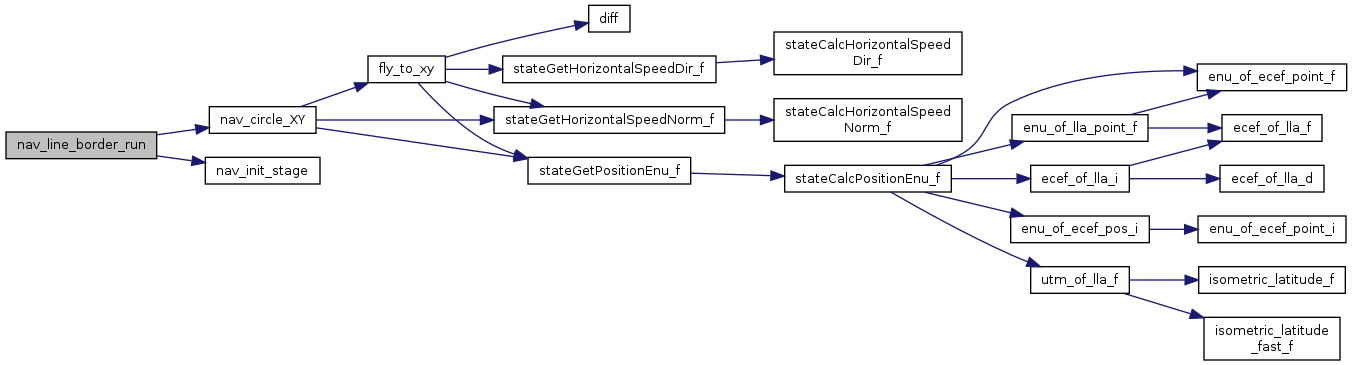 nav_line_border_run
nav_circle_XY
nav_init_stage
fly_to_xy
diff
stateGetHorizontalSpeedDir_f
stateGetHorizontalSpeedNorm_f
stateGetPositionEnu_f
stateCalcHorizontalSpeed
Dir_f
stateCalcHorizontalSpeed
Norm_f
stateCalcPositionEnu_f
enu_of_lla_point_f
ecef_of_lla_i
enu_of_ecef_pos_i
utm_of_lla_f
enu_of_ecef_point_f
ecef_of_lla_f
ecef_of_lla_d
enu_of_ecef_point_i
isometric_latitude_f
isometric_latitude
_fast_f